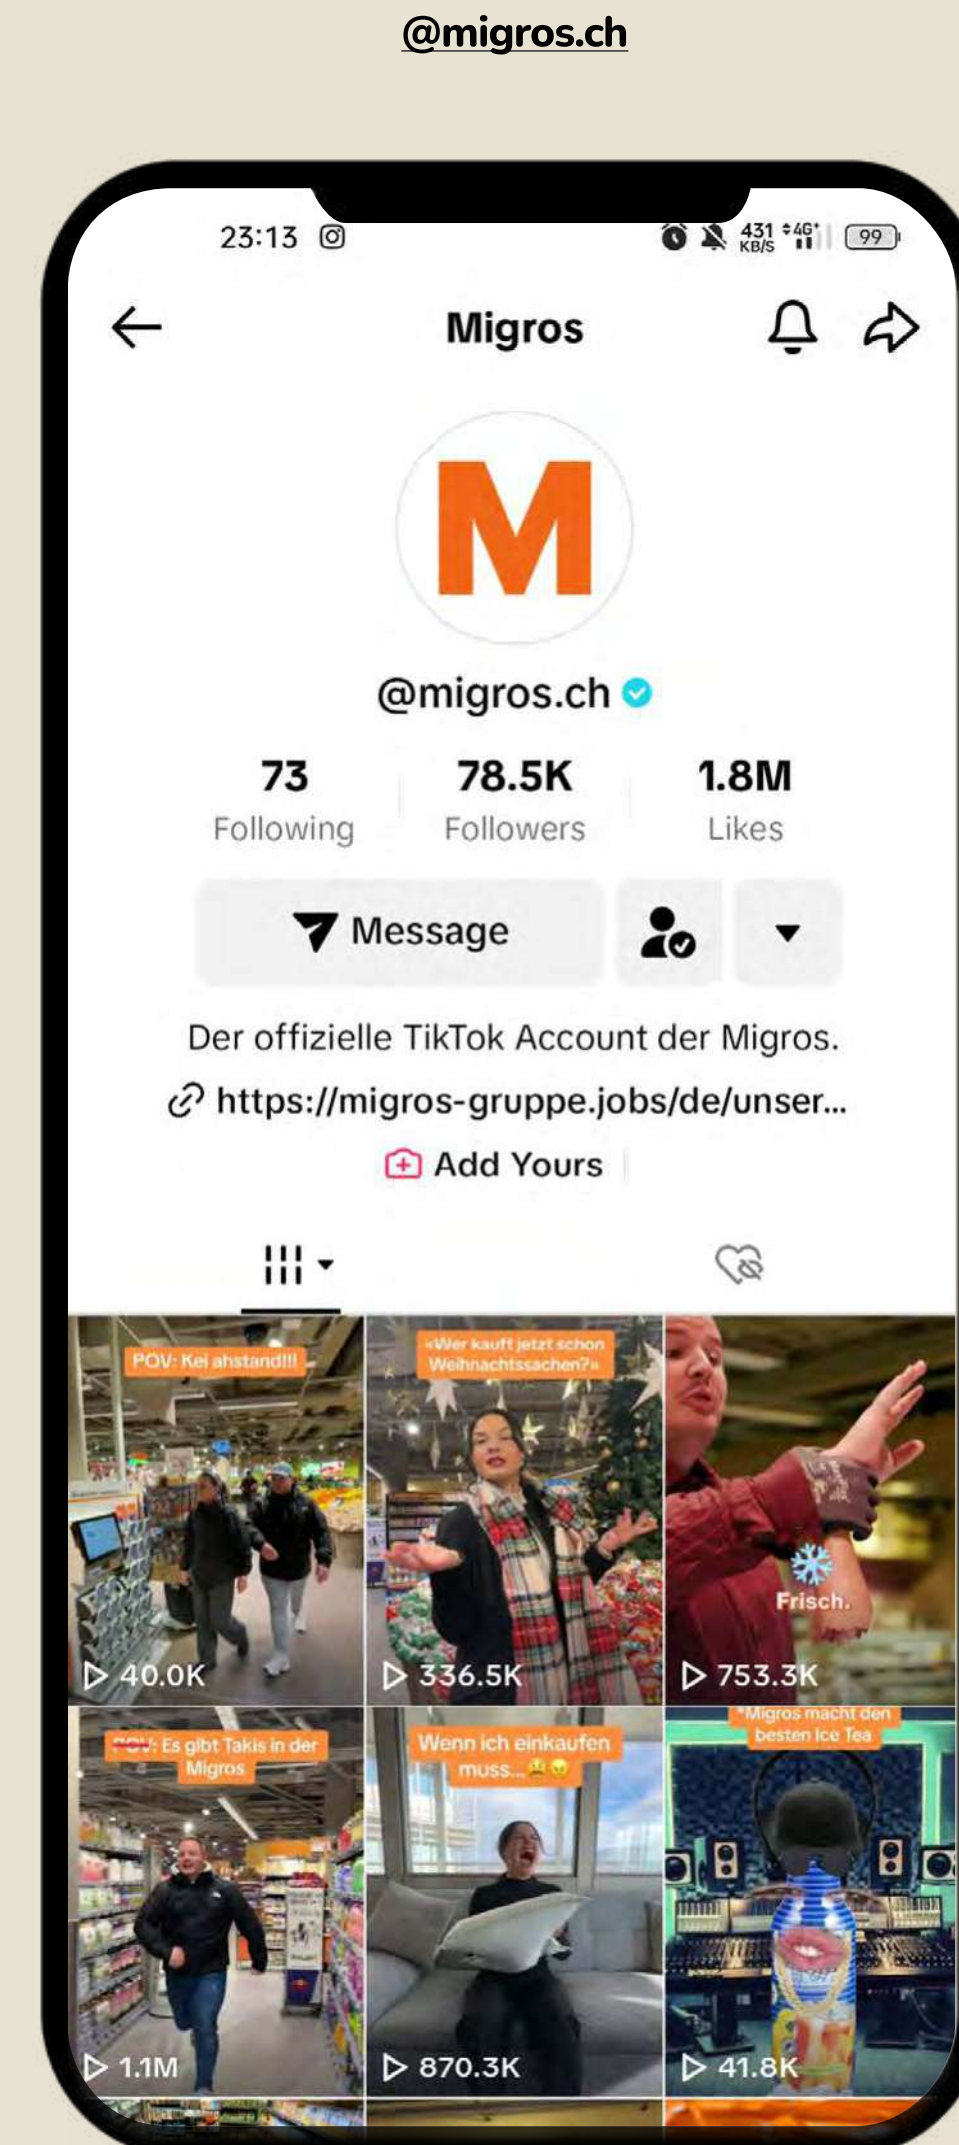 @migros.ch
23:13
431 KB/S 4G+ 99
Migros
M
@migros.ch
73 78.5K 1.8M
Following Followers Likes
Message
Der offizielle TikTok Account der Migros.
https://migros-gruppe.jobs/de/unser...
Add Yours
POV: Kei ahstand!!!
40.0K
«Wer kauft jetzt schon
Weihnachtssachen?»
336.5K
Frisch.
753.3K
POV: Es gibt Takis in der
Migros
1.1M
Wenn ich einkaufen
muss...
870.3K
*Migros macht den
besten Ice Tea
41.8K